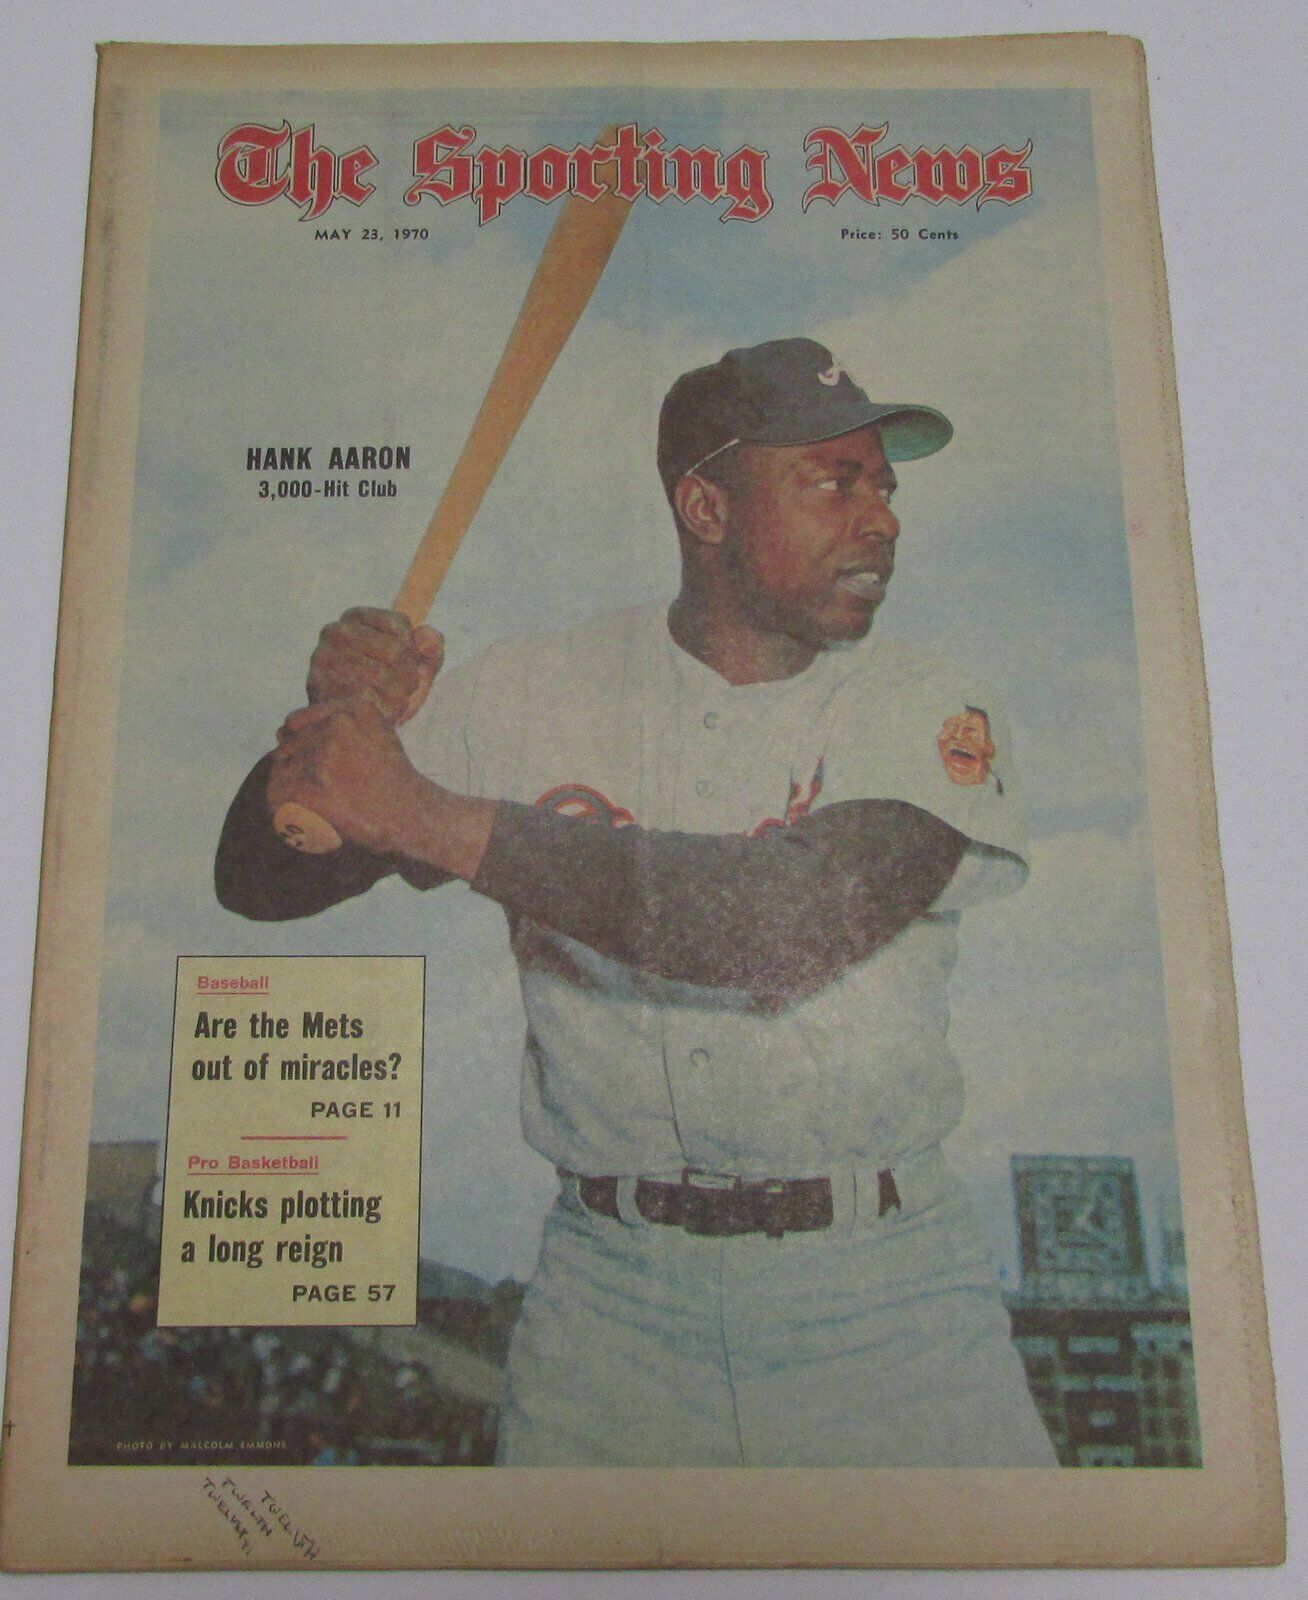 The Sporting News
MAY 23, 1970
Price: 50 Cents
A
HANK AARON
3,000-Hit Club
Baseball
Are the Mets
out of miracles?
PAGE 11
Pro Basketball
Knicks plotting
a long reign
PAGE 57
PHOTO BY MALCOLM EMMONS